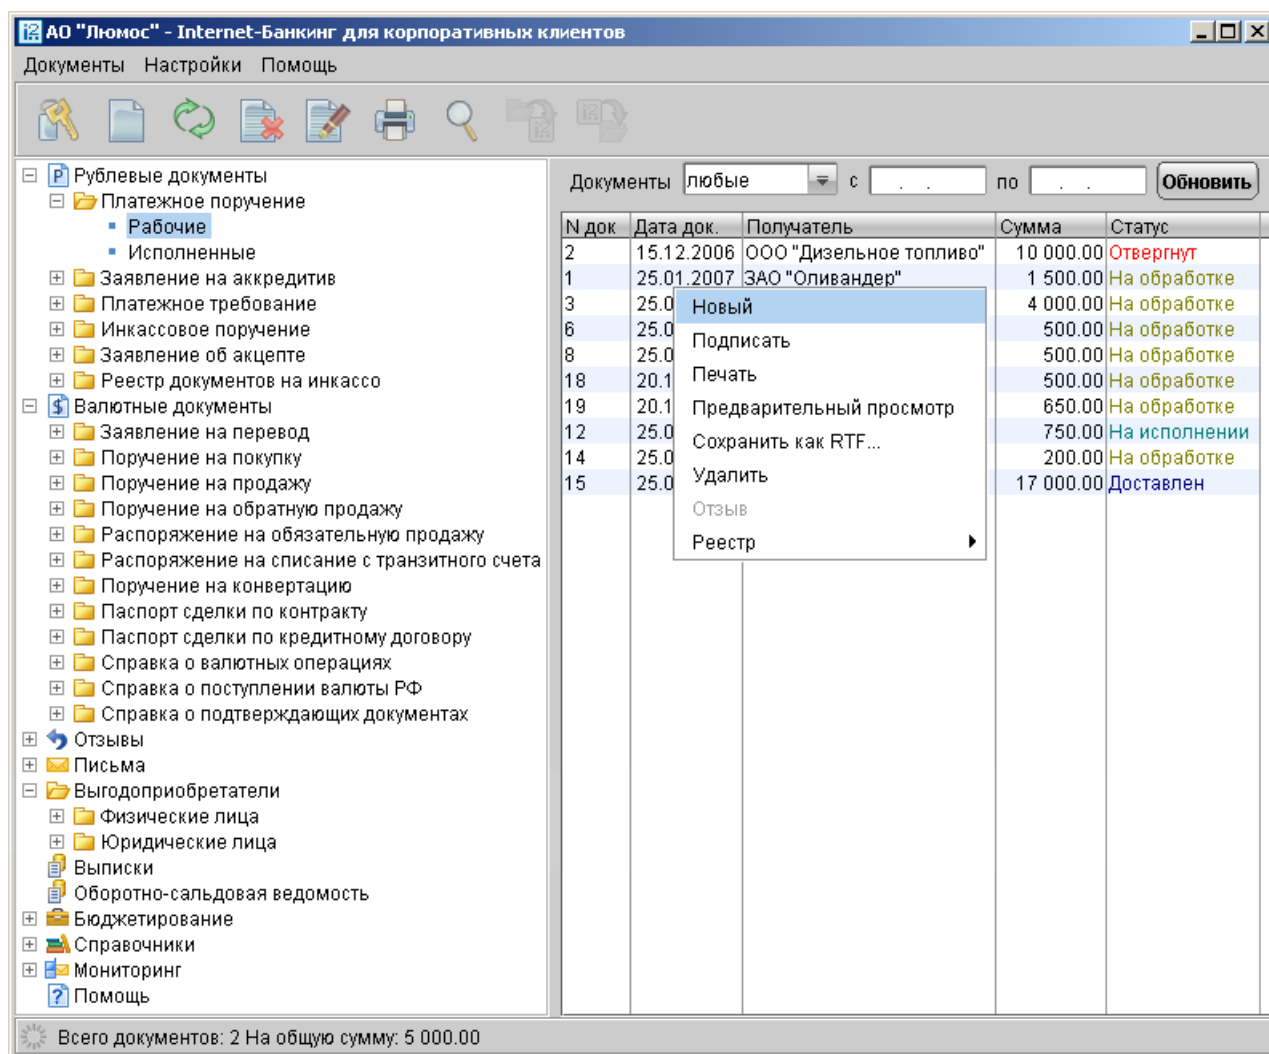 АО "Люмос" - Internet-Банкинг для корпоративных клиентов
Документы Настройки Помощь
Рублевые документы
Платежное поручение
Рабочие
Исполненные
Заявление на аккредитив
Платежное требование
Инкассовое поручение
Заявление об акцепте
Реестр документов на инкассо
Валютные документы
Заявление на перевод
Поручение на покупку
Поручение на продажу
Поручение на обратную продажу
Распоряжение на обязательную продажу
Распоряжение на списание с транзитного счета
Поручение на конвертацию
Паспорт сделки по контракту
Паспорт сделки по кредитному договору
Справка о валютных операциях
Справка о поступлении валюты РФ
Справка о подтверждающих документах
Отзывы
Письма
Выгодоприобретатели
Физические лица
Юридические лица
Выписки
Оборотно-сальдовая ведомость
Бюджетирование
Справочники
Мониторинг
Помощь
Документы любые с . . по . . Обновить
N док Дата док. Получатель Сумма Статус
2 15.12.2006 ООО "Дизельное топливо" 10 000.00 Отвергнут
1 25.01.2007 ЗАО "Оливандер" 1 500.00 На обработке
3 25.0 4 000.00 На обработке
6 25.0 500.00 На обработке
8 25.0 500.00 На обработке
18 20.1 500.00 На обработке
19 20.1 650.00 На обработке
12 25.0 750.00 На исполнении
14 25.0 200.00 На обработке
15 25.0 17 000.00 Доставлен
Новый
Подписать
Печать
Предварительный просмотр
Сохранить как RTF...
Удалить
Отзыв
Реестр
Всего документов: 2 На общую сумму: 5 000.00